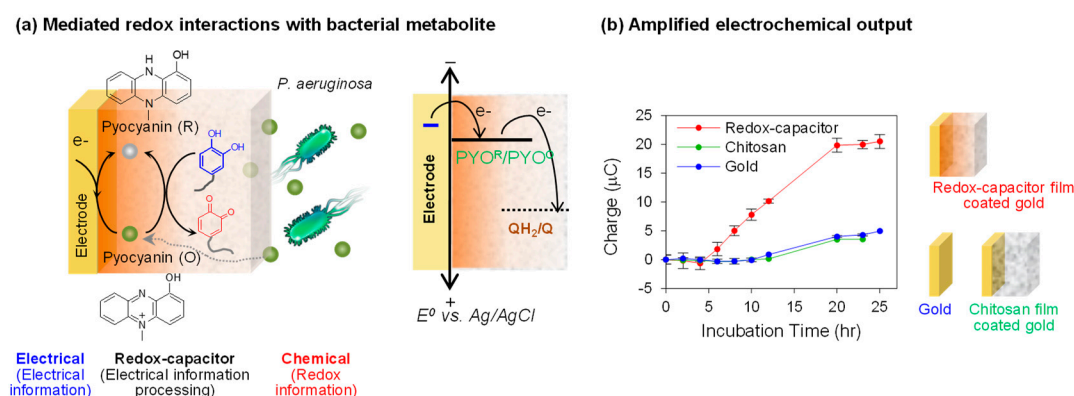 (a) Mediated redox interactions with bacterial metabolite
H
N
OH
N
Pyocyanin (R)
e-
OH
OH
O
O
Electrode
Pyocyanin (O)
OH
N
N
+
P. aeruginosa
Electrical
(Electrical
information)
Redox-capacitor
(Electrical information
processing)
Chemical
(Redox
information)
–
e-
e-
PYOᴿ/PYOᴼ
Electrode
QH₂/Q
+
E⁰ vs. Ag/AgCl
(b) Amplified electrochemical output
Charge (μC)
25
20
15
10
5
0
-5
Redox-capacitor
Chitosan
Gold
0 5 10 15 20 25
Incubation Time (hr)
Redox-capacitor film
coated gold
Gold
Chitosan film
coated gold